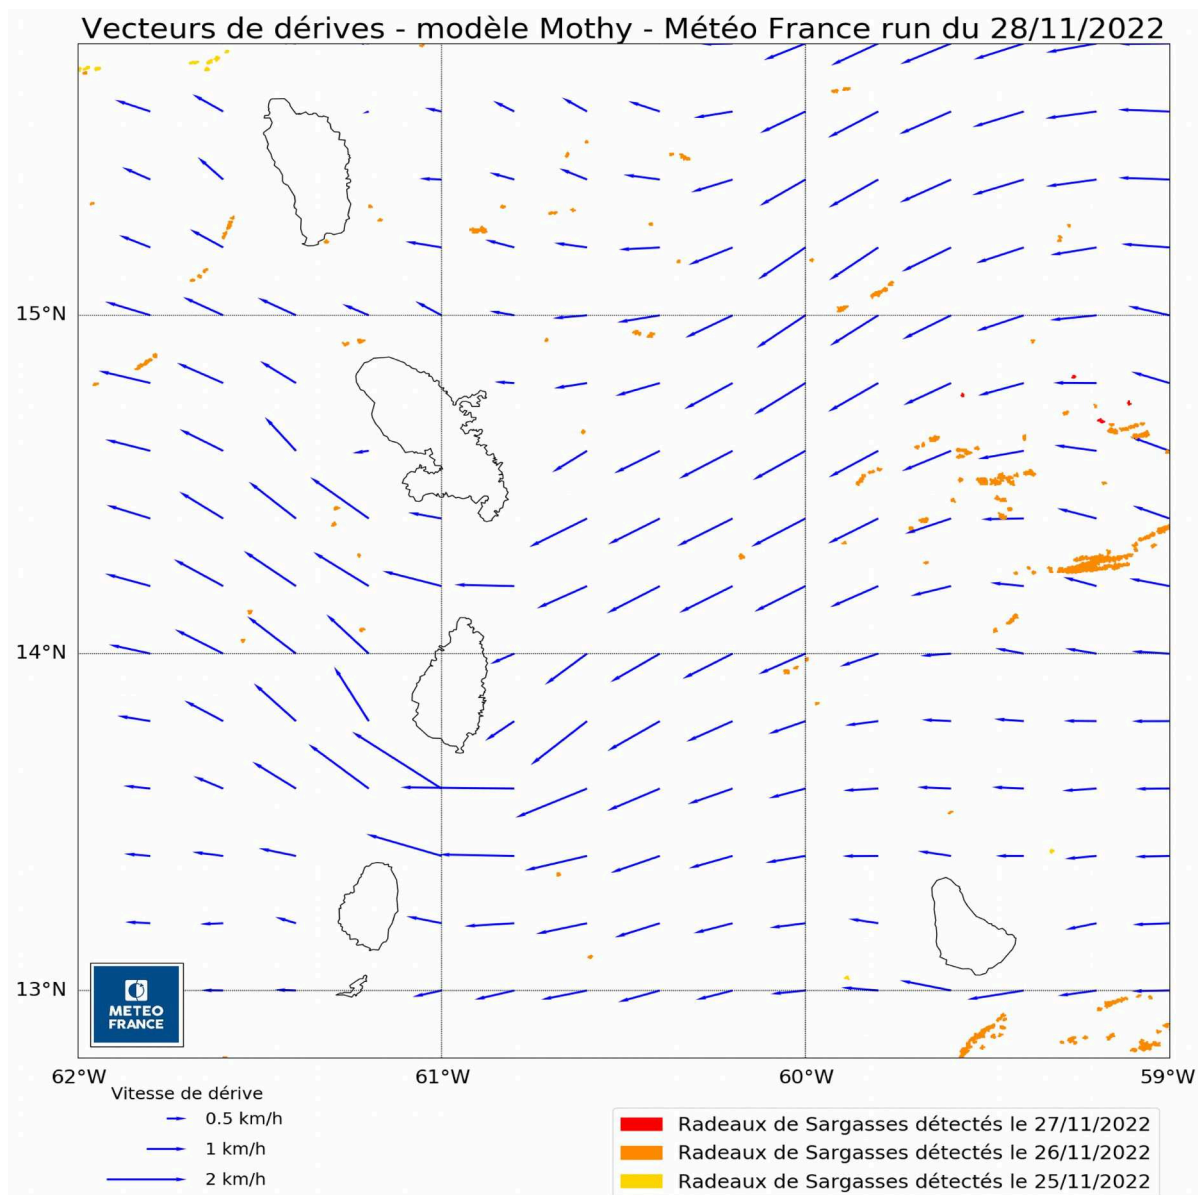 Vecteurs de dérives - modèle Mothy - Météo France run du 28/11/2022
15°N
14°N
13°N
METEO
FRANCE
62°W
61°W
60°W
59°W
Vitesse de dérive
0.5 km/h
1 km/h
2 km/h
Radeaux de Sargasses détectés le 27/11/2022
Radeaux de Sargasses détectés le 26/11/2022
Radeaux de Sargasses détectés le 25/11/2022